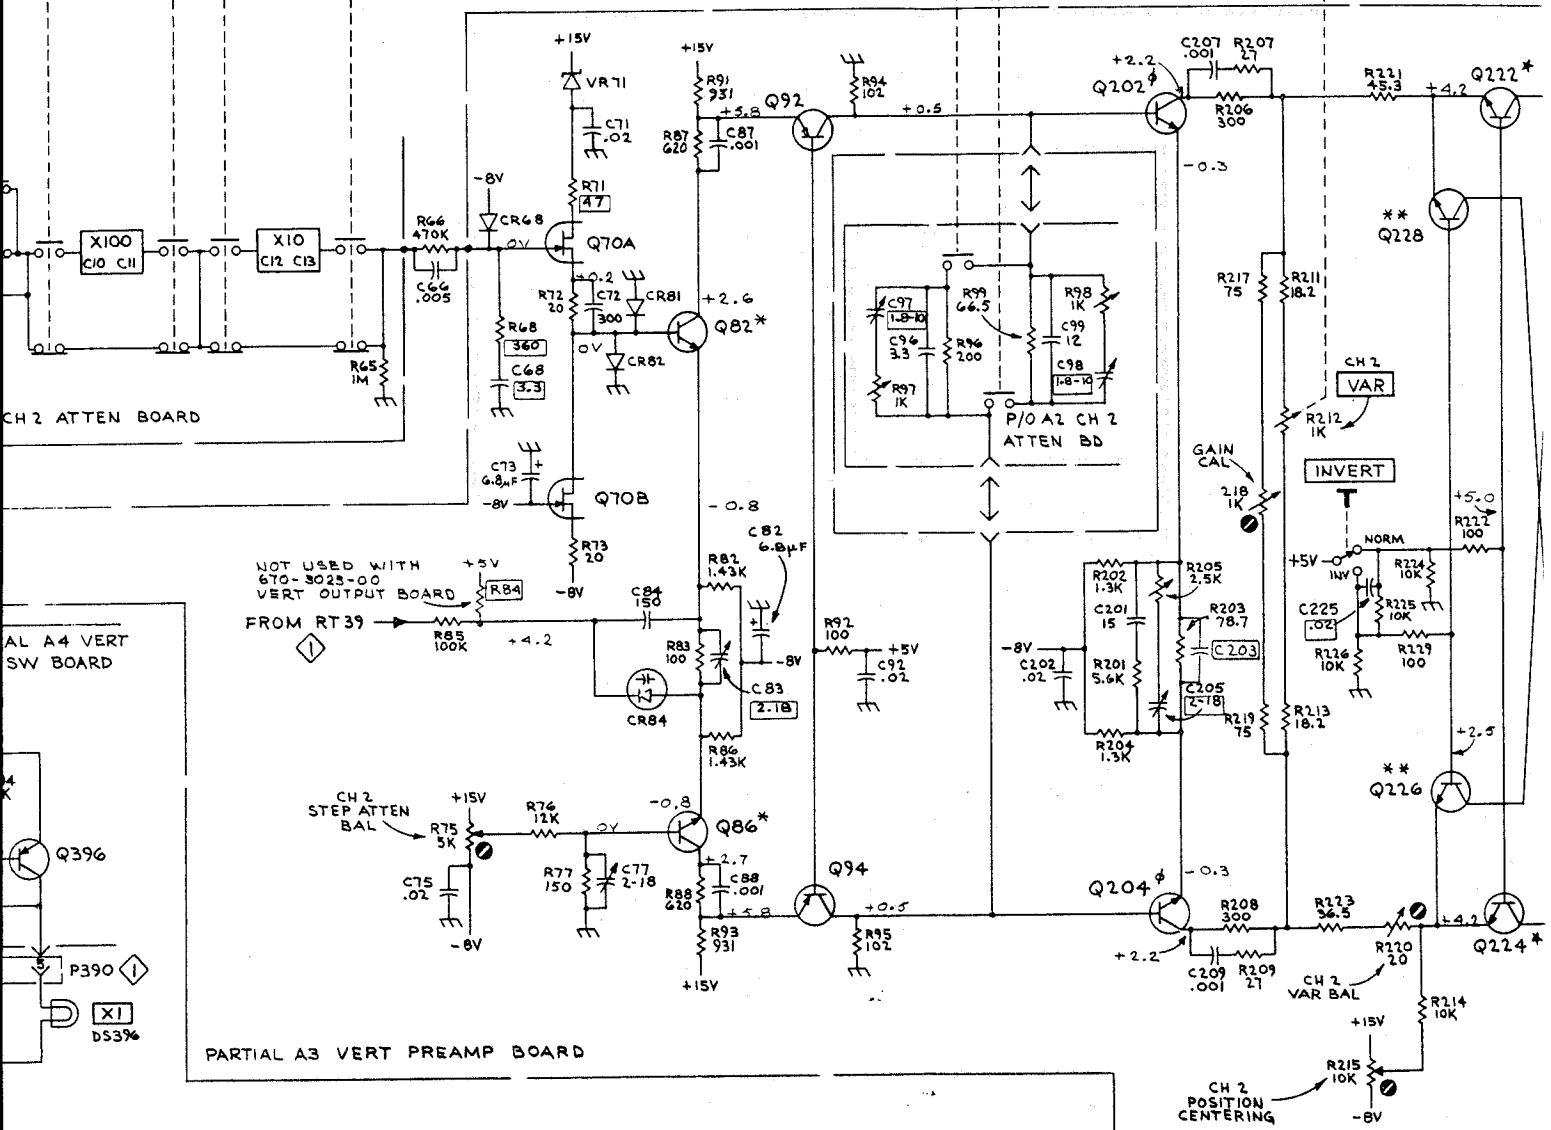 +15V
VR71
C71
.02
R71
47
-8V
CR68
R66
470K
C66
.005
0V
Q70A
X100
C10 C11
X10
C12 C13
R65
1M
CH 2 ATTEN BOARD
R68
360
C68
3.3
+0.2
R72
20
C72
300
CR81
0V
CR82
C73
6.8µF
-8V
Q70B
R73
20
-8V
+15V
R91
931
+5.8
R87
620
C87
.001
+2.6
Q82*
-0.8
Q92
R94
102
+0.5
C97
1.8-10
C96
3.3
R97
1K
R96
200
R99
66.5
R98
1K
C99
12
C98
1.8-10
P/O A2 CH 2
ATTEN BD
+2.2
Q202 ϕ
C207
.001
R207
27
R206
300
-0.3
R221
45.3
+4.2
Q222*
**
Q228
R217
75
R211
18.2
CH 2
VAR
R212
1K
GAIN
CAL
218
1K
INVERT
+5.0
R222
100
NORM
+5V
INV
R224
10K
C225
.02
R225
10K
R226
10K
R229
100
+2.5
**
Q226
NOT USED WITH
670-3023-00
VERT OUTPUT BOARD
+5V
R84
FROM RT39
1
R85
100K
+4.2
C84
150
R82
1.43K
C82
6.8µF
R83
100
-8V
C83
2-18
CR84
R86
1.43K
R92
100
+5V
C92
.02
-8V
C202
.02
R202
1.3K
R205
2.5K
C201
15
R203
78.7
C203
R201
5.6K
C205
2-18
R204
1.3K
R219
75
R213
18.2
AL A4 VERT
SW BOARD
Q396
P390
1
5
X1
DS396
CH 2
STEP ATTEN
BAL
+15V
R75
5K
C75
.02
-8V
R76
12K
0V
R77
150
C77
2-18
-0.8
Q86*
+2.7
R88
620
C88
.001
+5.8
R93
931
+15V
Q94
+0.5
R95
102
Q204 ϕ
-0.3
R208
300
+2.2
C209
.001
R209
27
R223
36.5
+4.2
R220
20
CH 2
VAR BAL
Q224*
R214
10K
+15V
R215
10K
-8V
CH 2
POSITION
CENTERING
PARTIAL A3 VERT PREAMP BOARD